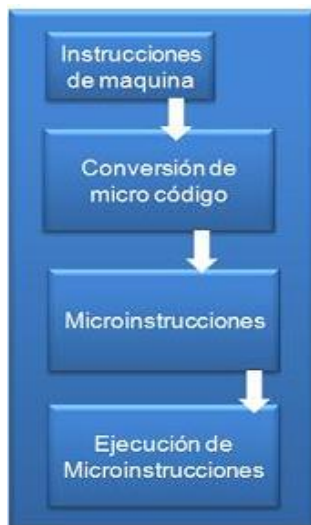 Instrucciones
de maquina
Conversión de
micro código
Microinstrucciones
Ejecución de
Microinstrucciones